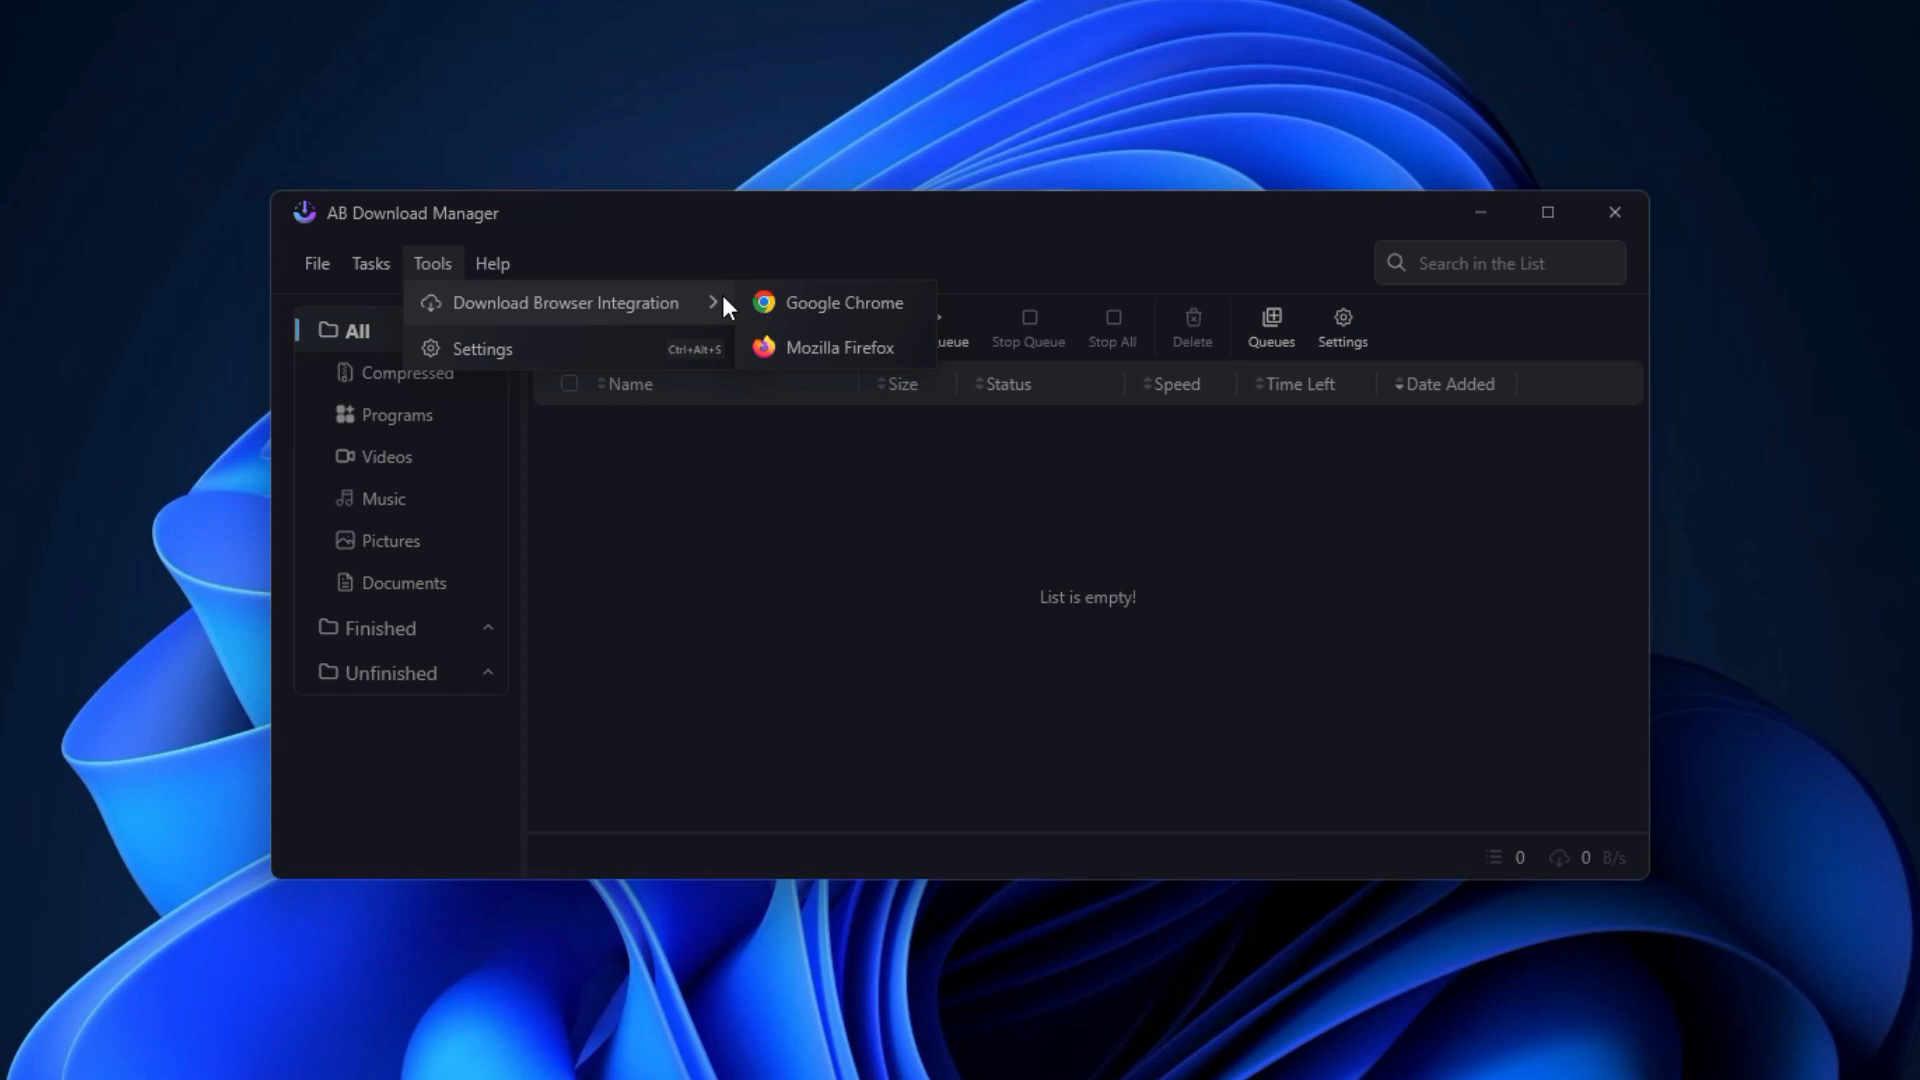 AB Download Manager
File Tasks Tools Help
Search in the List
Download Browser Integration
Google Chrome
Settings Ctrl+Alt+S
Mozilla Firefox
ueue Stop Queue Stop All Delete Queues Settings
All
Compressed
Programs
Videos
Music
Pictures
Documents
Finished
Unfinished
Name Size Status Speed Time Left Date Added
List is empty!
0 0 B/s